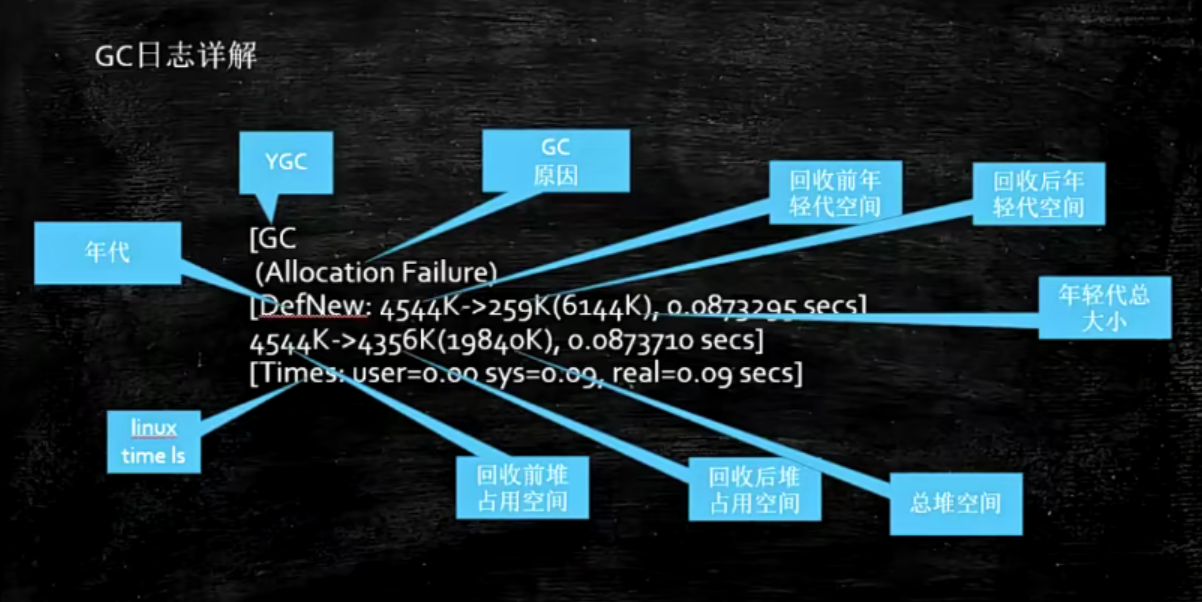 GC日志详解
YGC
GC
原因
回收前年
轻代空间
回收后年
轻代空间
年代
[GC
(Allocation Failure)
[DefNew: 4544K->259K(6144K), 0.0873295 secs]
4544K->4356K(19840K), 0.0873710 secs]
[Times: user=0.00 sys=0.09, real=0.09 secs]
年轻代总
大小
linux
time ls
回收前堆
占用空间
回收后堆
占用空间
总堆空间